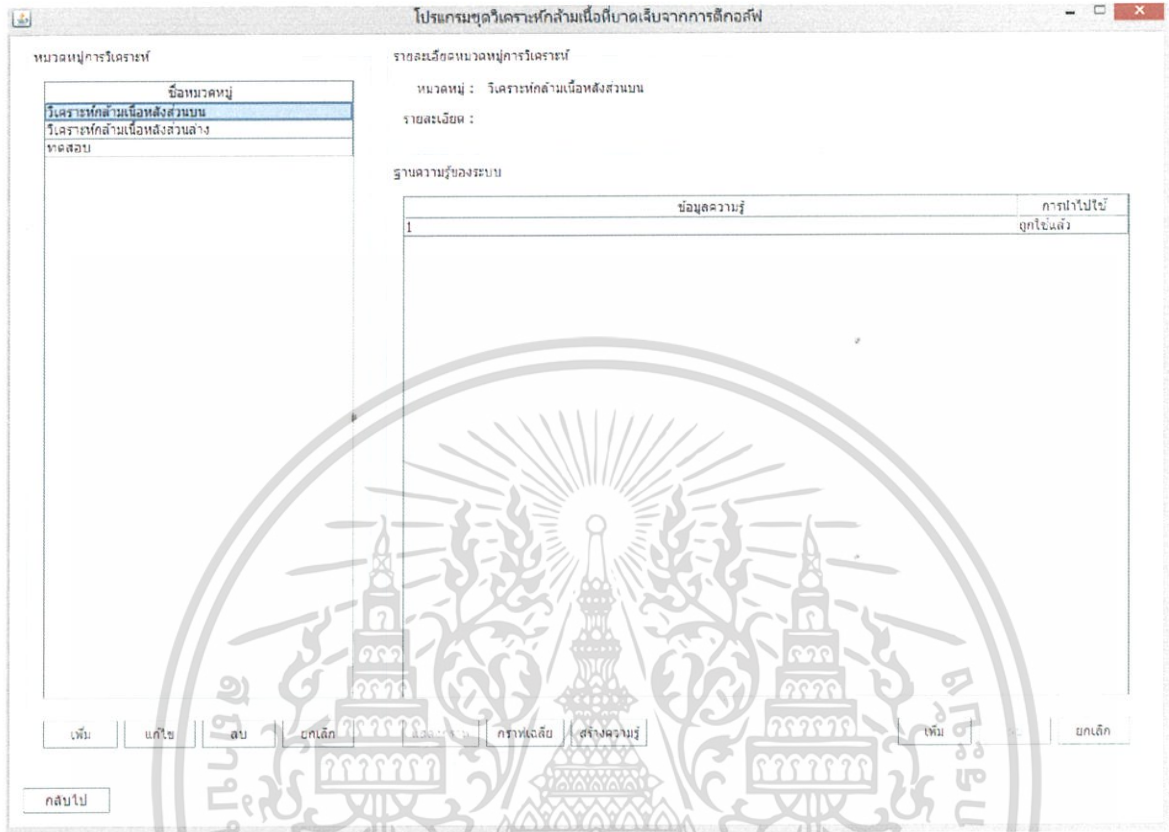 โปรแกรมชุดวิเคราะห์กล้ามเนื้อที่บาดเจ็บจากการตีกอล์ฟ
หมวดหมู่การวิเคราะห์
ชื่อหมวดหมู่
วิเคราะห์กล้ามเนื้อหลังส่วนบน
วิเคราะห์กล้ามเนื้อหลังส่วนล่าง
ทดสอบ
รายละเอียดหมวดหมู่การวิเคราะห์
หมวดหมู่ : วิเคราะห์กล้ามเนื้อหลังส่วนบน
รายละเอียด :
ฐานความรู้ของระบบ
ข้อมูลความรู้ การนำไปใช้
1 ถูกใช้แล้ว
เพิ่ม แก้ไข ลบ ยกเลิก
กราฟเฉลี่ย สร้างความรู้
เพิ่ม ยกเลิก
กลับไป